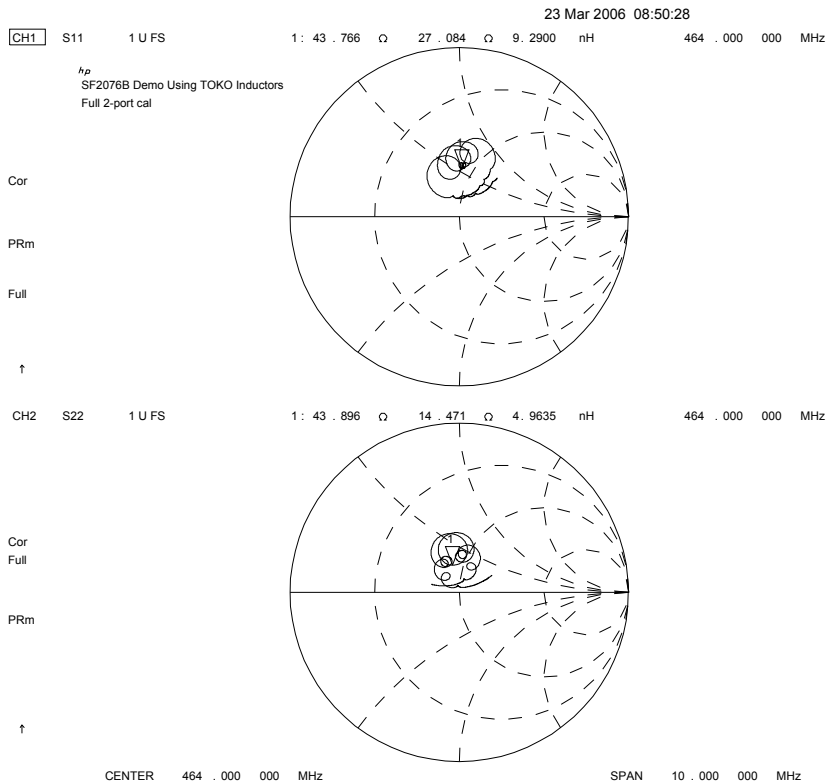 23 Mar 2006 08:50:28
CH1 S11 1 U FS 1: 43 .766 Ω 27 .084 Ω 9.2900 nH 464 .000 000 MHz
hp
SF2076B Demo Using TOKO Inductors
Full 2-port cal
1
Cor
PRm
Full
↑
CH2 S22 1 U FS 1: 43 .896 Ω 14 .471 Ω 4.9635 nH 464 .000 000 MHz
1
Cor
Full
PRm
↑
CENTER 464 .000 000 MHz SPAN 10 .000 000 MHz